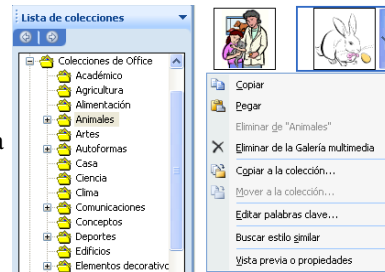 Lista de colecciones
Colecciones de Office
Académico
Agricultura
Alimentación
Animales
Artes
Autoformas
Casa
Ciencia
Clima
Comunicaciones
Conceptos
Deportes
Edificios
Elementos decorativc
Copiar
Pegar
Eliminar de "Animales"
Eliminar de la Galería multimedia
Copiar a la colección...
Mover a la colección...
Editar palabras clave...
Buscar estilo similar
Vista previa o propiedades